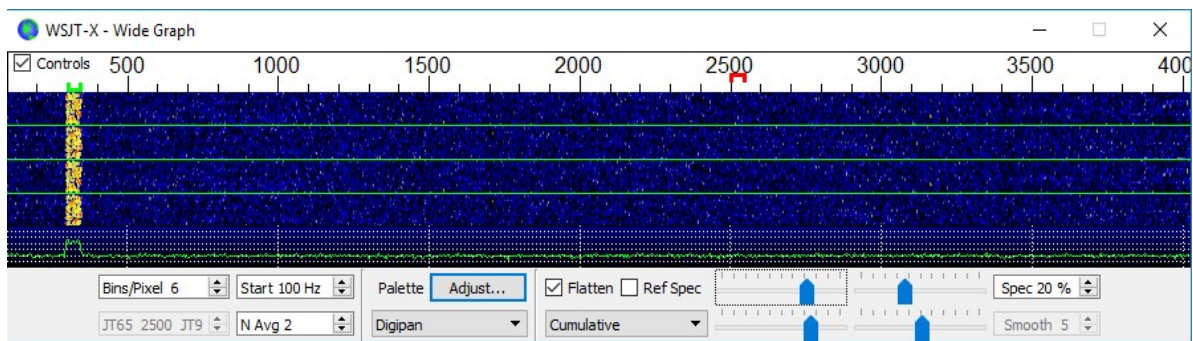 WSJT-X - Wide Graph
Controls 500 1000 1500 2000 2500 3000 3500 400
Bins/Pixel 6 Start 100 Hz Palette Adjust... Flatten Ref Spec Spec 20 %
JT65 2500 JT9 N Avg 2 Digipan Cumulative Smooth 5